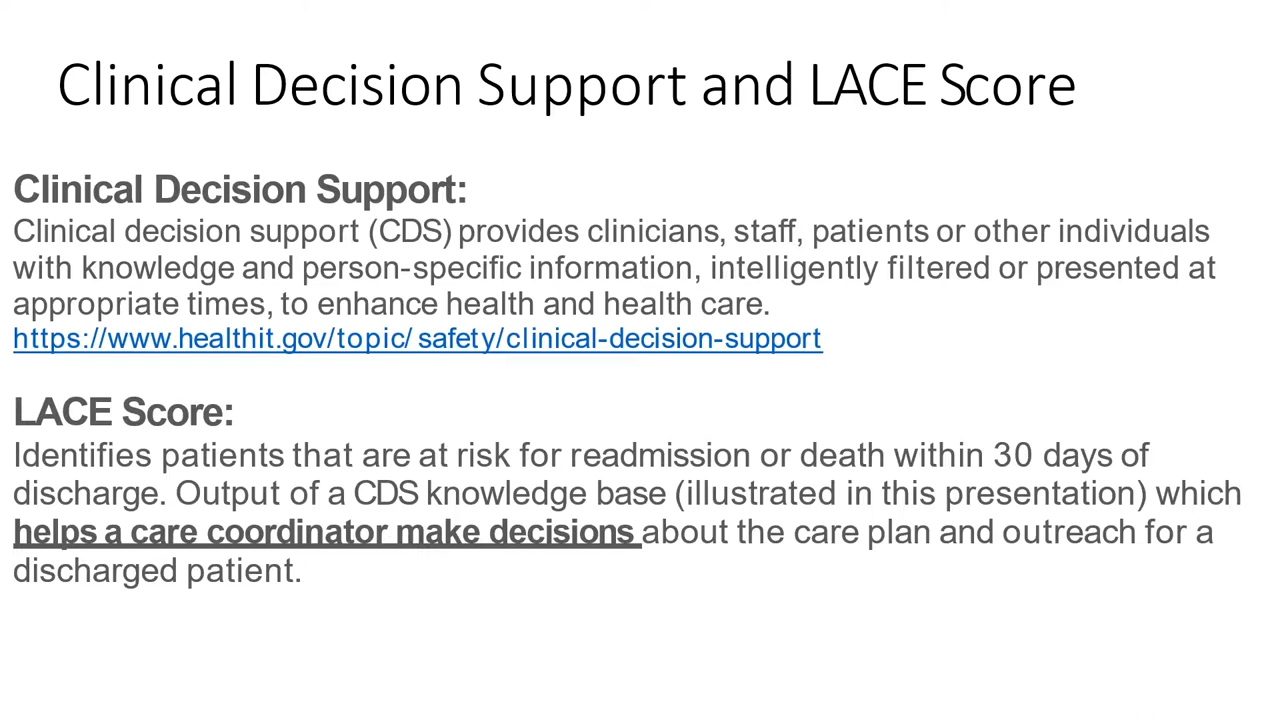 Clinical Decision Support and LACE Score
Clinical Decision Support:
Clinical decision support (CDS) provides clinicians, staff, patients or other individuals
with knowledge and person-specific information, intelligently filtered or presented at
appropriate times, to enhance health and health care.
https://www.healthit.gov/topic/ safety/clinical-decision-support
LACE Score:
Identifies patients that are at risk for readmission or death within 30 days of
discharge. Output of a CDS knowledge base (illustrated in this presentation) which
helps a care coordinator make decisions about the care plan and outreach for a
discharged patient.